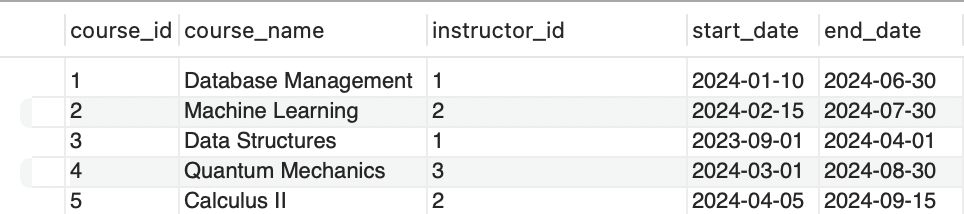 course_id course_name instructor_id start_date end_date
1 Database Management 1 2024-01-10 2024-06-30
2 Machine Learning 2 2024-02-15 2024-07-30
3 Data Structures 1 2023-09-01 2024-04-01
4 Quantum Mechanics 3 2024-03-01 2024-08-30
5 Calculus II 2 2024-04-05 2024-09-15